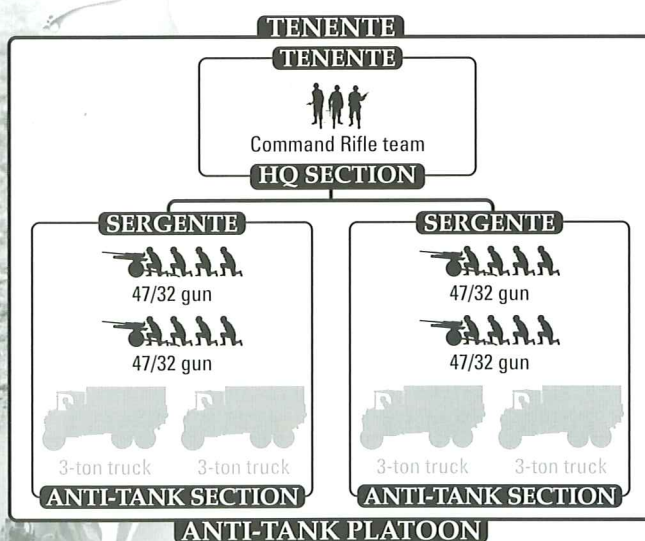 TENENTE
TENENTE
Command Rifle team
HQ SECTION
SERGENTE
47/32 gun
47/32 gun
3-ton truck 3-ton truck
ANTI-TANK SECTION
SERGENTE
47/32 gun
47/32 gun
3-ton truck 3-ton truck
ANTI-TANK SECTION
ANTI-TANK PLATOON